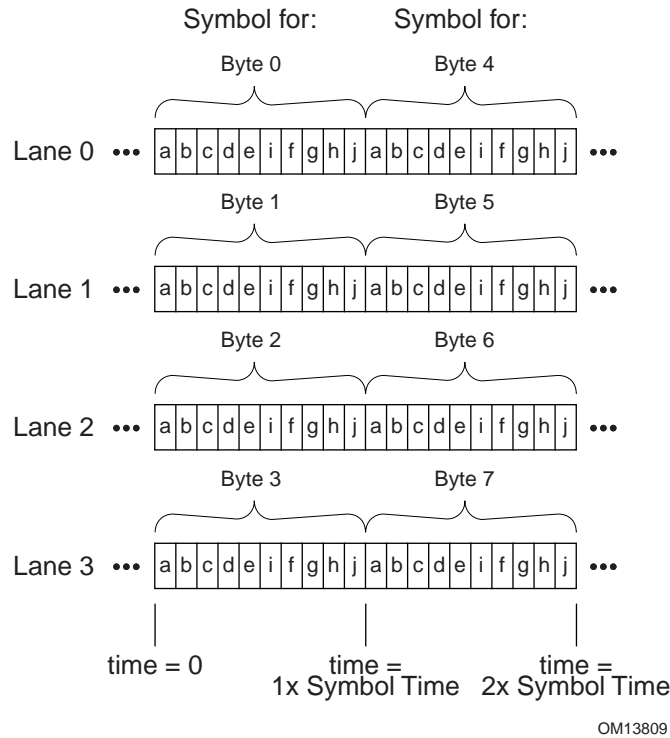 Symbol for: Symbol for:
Byte 0 Byte 4
Lane 0 ••• a b c d e i f g h j a b c d e i f g h j •••
Byte 1 Byte 5
Lane 1 ••• a b c d e i f g h j a b c d e i f g h j •••
Byte 2 Byte 6
Lane 2 ••• a b c d e i f g h j a b c d e i f g h j •••
Byte 3 Byte 7
Lane 3 ••• a b c d e i f g h j a b c d e i f g h j •••
time = 0 time = time =
1x Symbol Time 2x Symbol Time
OM13809